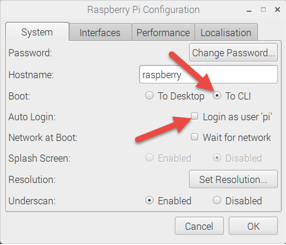 Raspberry Pi Configuration
System Interfaces Performance Localisation
Password: Change Password...
Hostname: raspberry
Boot: To Desktop To CLI
Auto Login: Login as user 'pi'
Network at Boot: Wait for network
Splash Screen: Enabled Disabled
Resolution: Set Resolution...
Underscan: Enabled Disabled
Cancel OK